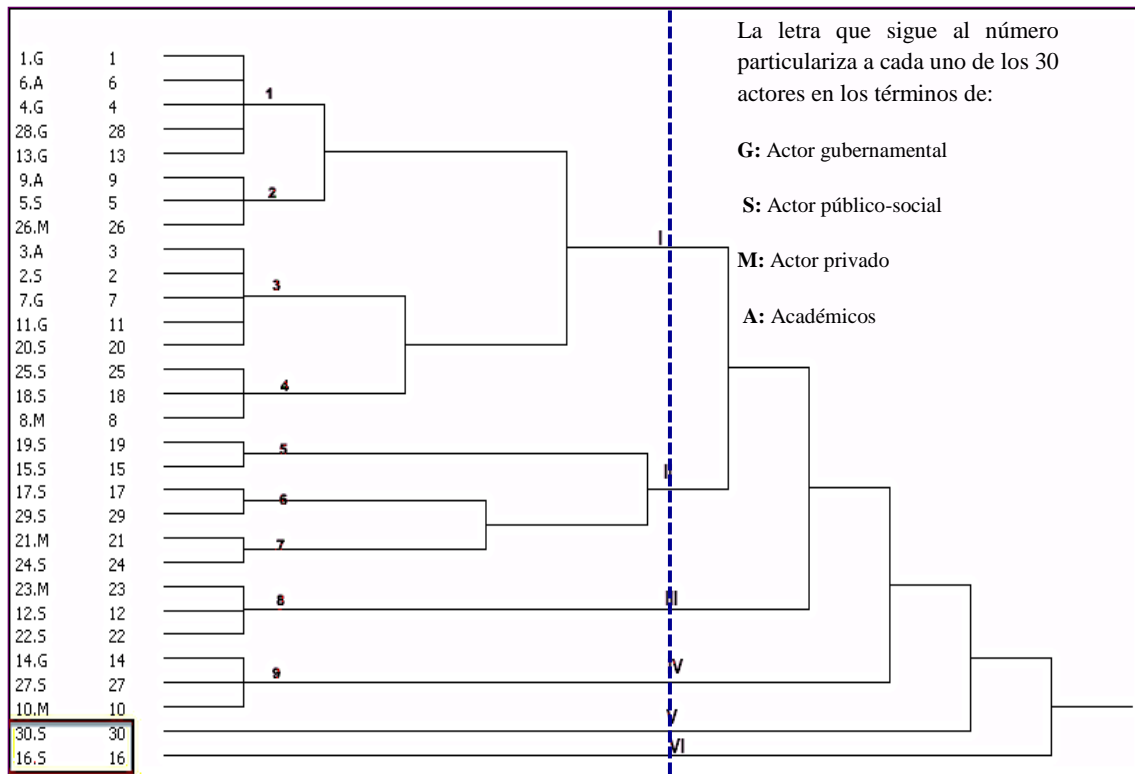 La letra que sigue al número
particulariza a cada uno de los 30
actores en los términos de:
G: Actor gubernamental
S: Actor público-social
M: Actor privado
A: Académicos
1.G 1
6.A 6
4.G 4
1
28.G 28
13.G 13
9.A 9
5.S 5
2
26.M 26
3.A 3
I
2.S 2
7.G 7
3
11.G 11
20.S 20
25.S 25
18.S 18
4
8.M 8
19.S 19
5
15.S 15
I
17.S 17
6
29.S 29
21.M 21
7
24.S 24
23.M 23
12.S 12
8
III
22.S 22
14.G 14
27.S 27
9
IV
10.M 10
30.S 30
V
16.S 16
VI